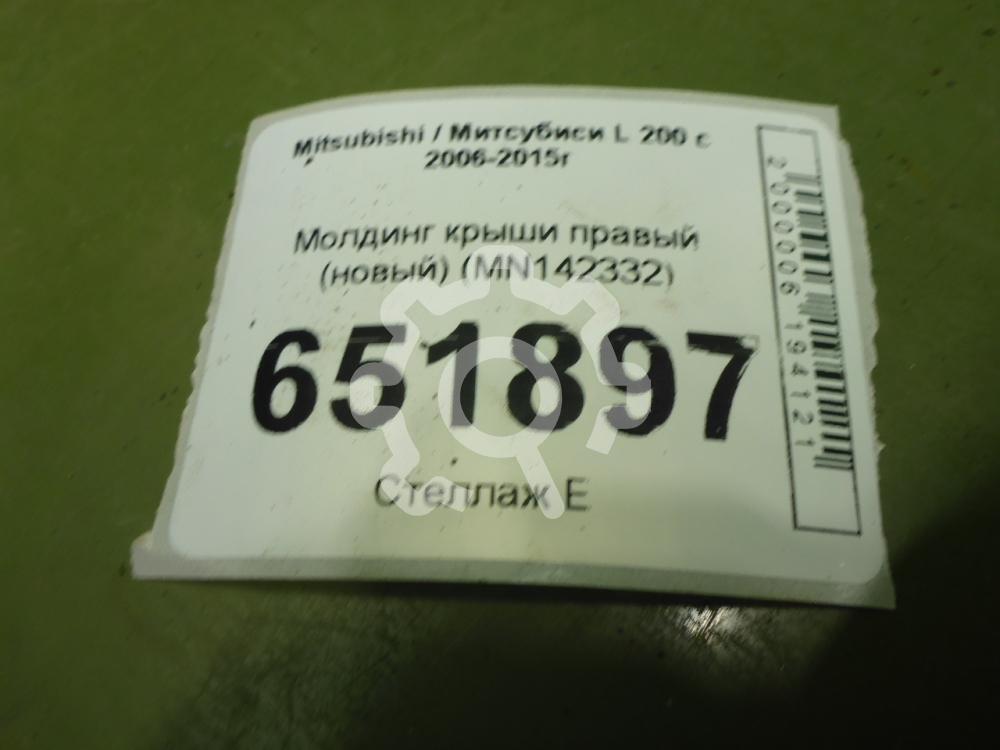 Mitsubishi / Митсубиси L 200 с
2006-2015г
Молдинг крыши правый
(новый) (MN142332)
651897
Стеллаж Е
2000006194121